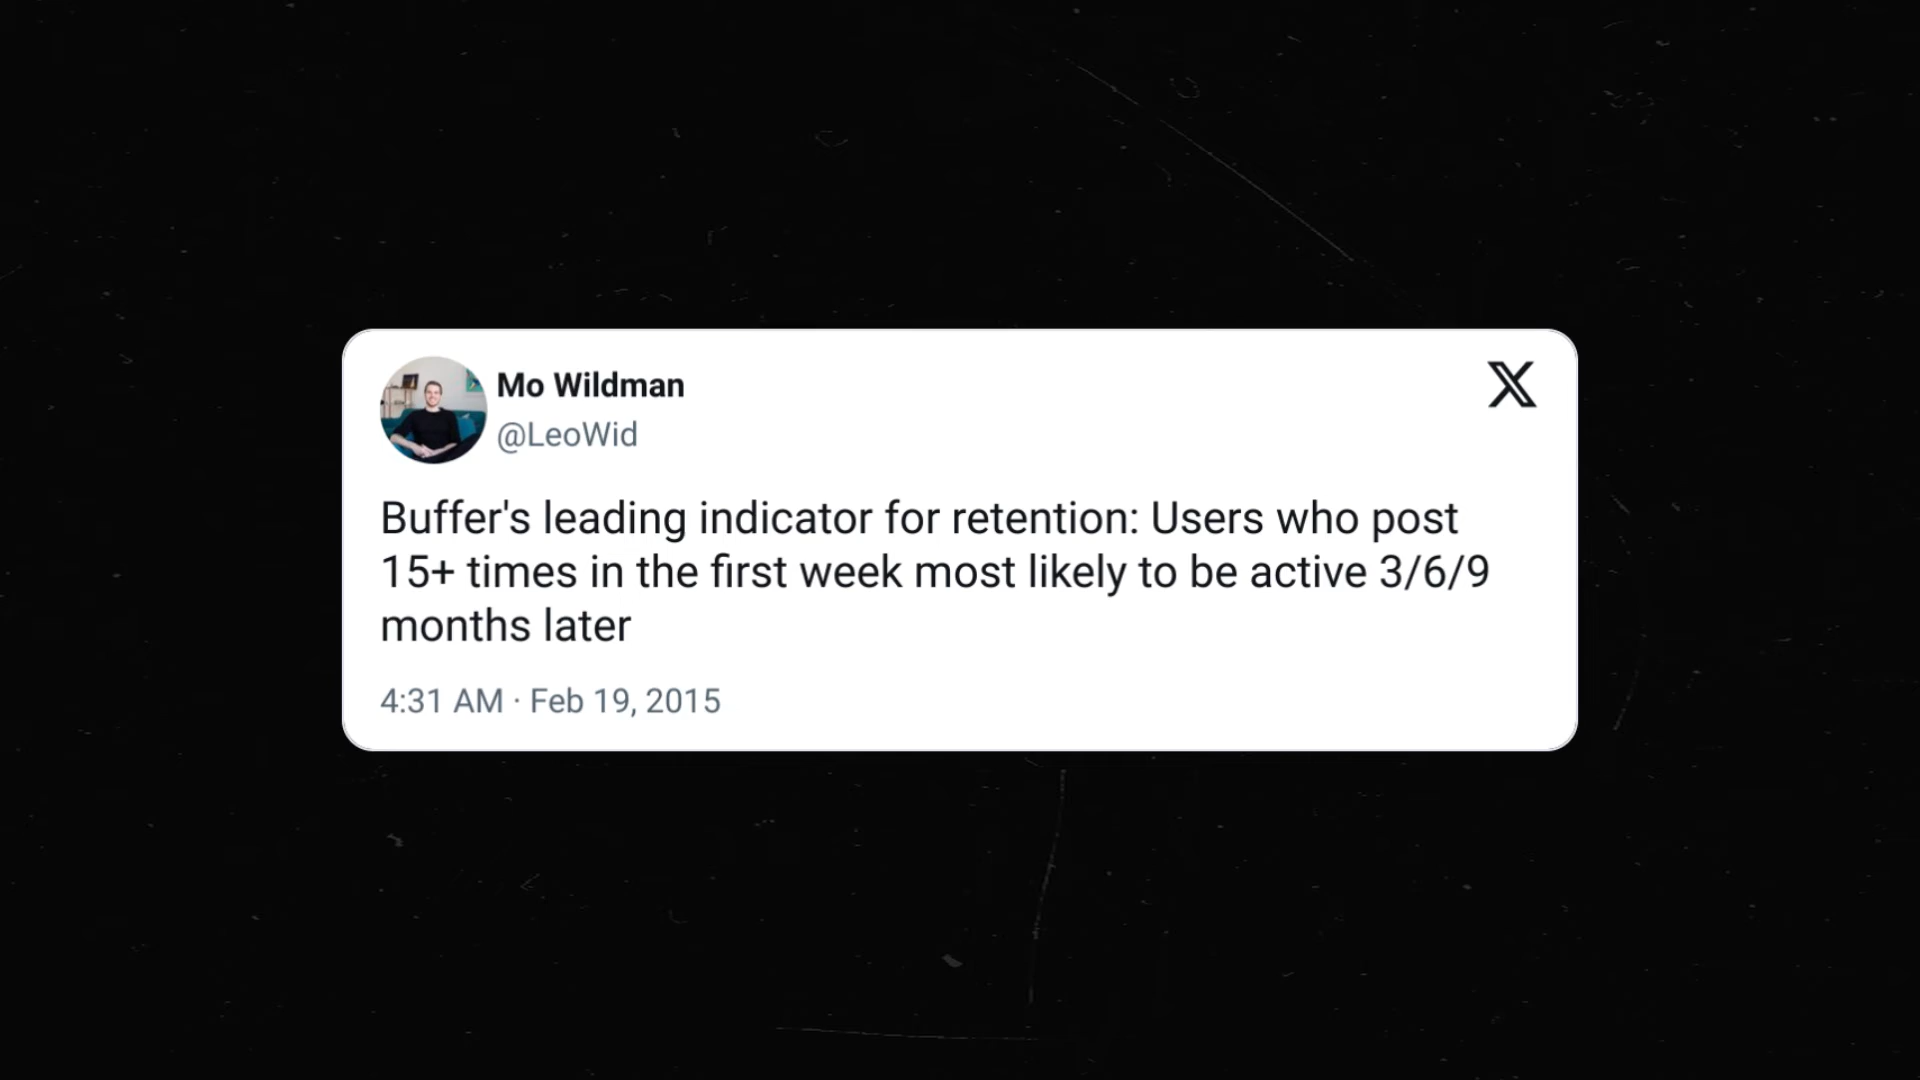 Mo Wildman
@LeoWid
Buffer's leading indicator for retention: Users who post
15+ times in the first week most likely to be active 3/6/9
months later
4:31 AM · Feb 19, 2015